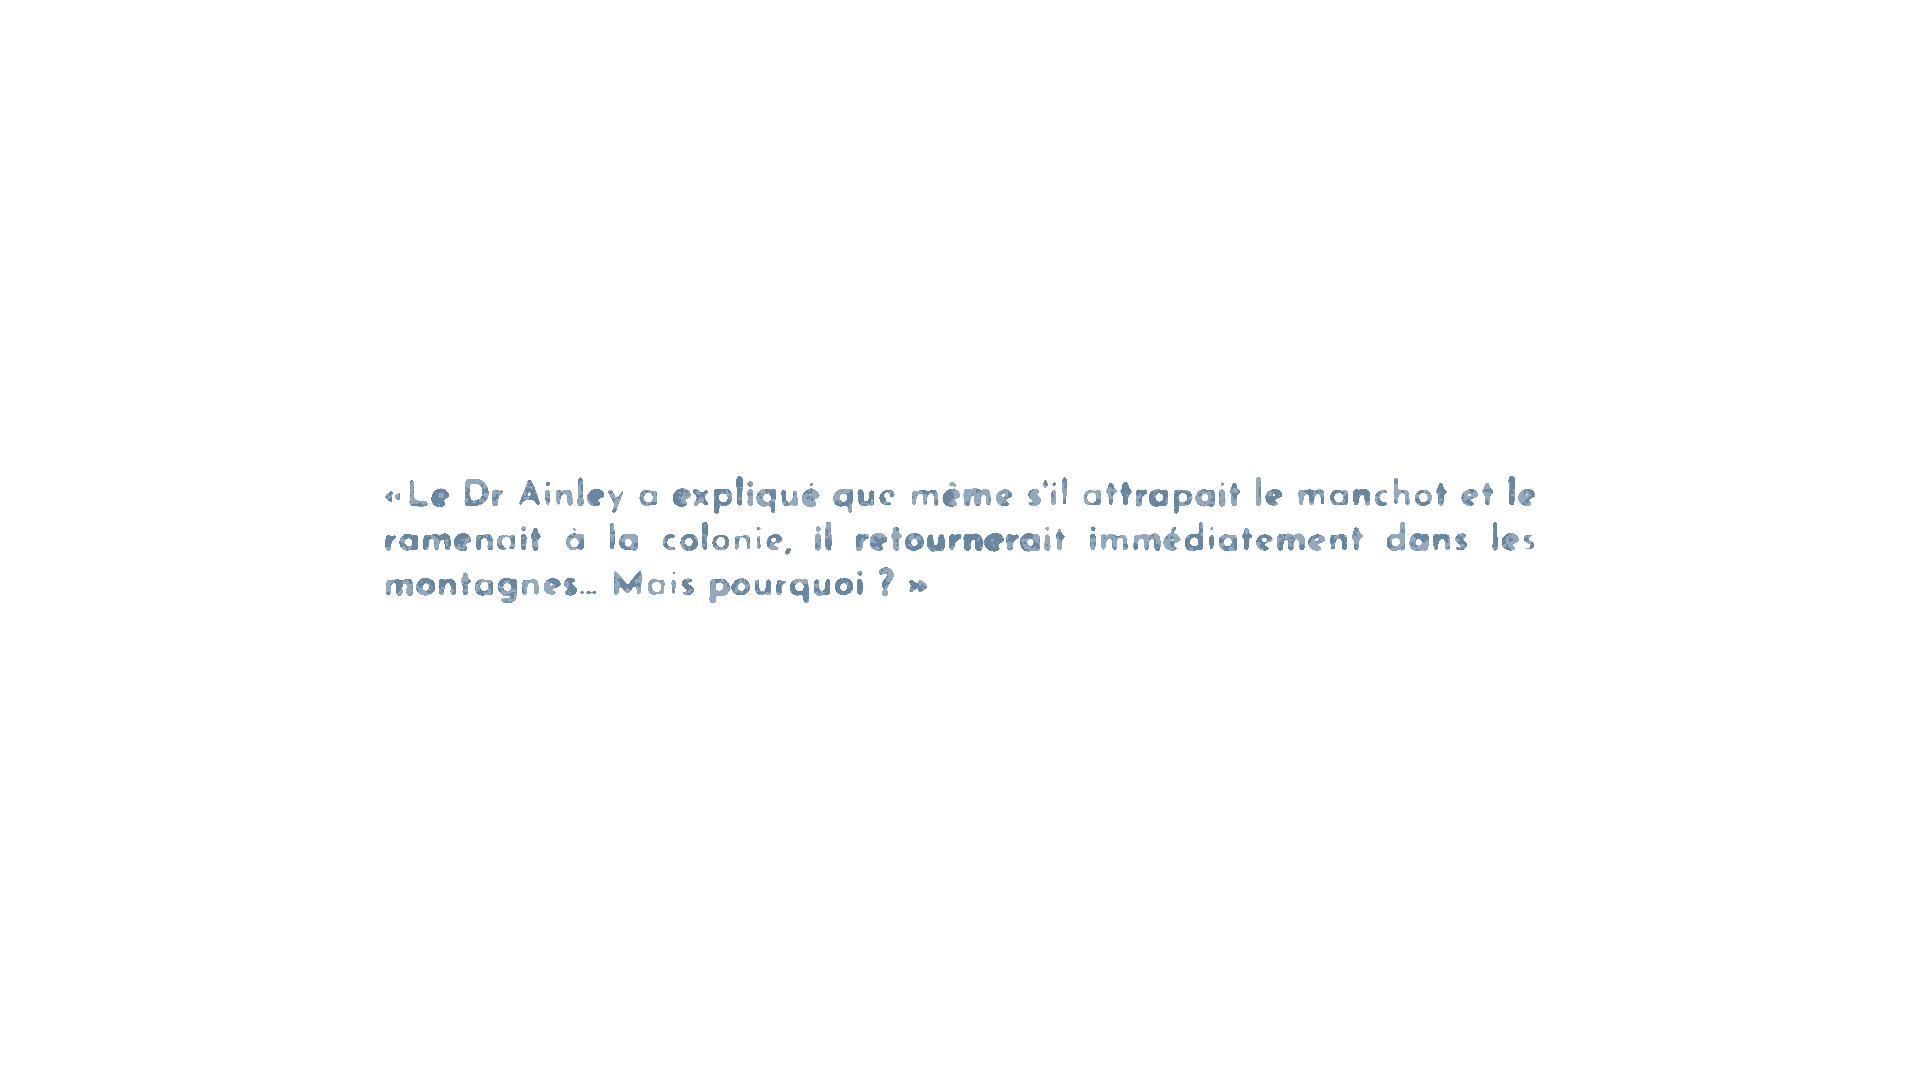 « Le Dr Ainley a expliqué que même s'il attrapait le manchot et le
ramenait à la colonie, il retournerait immédiatement dans les
montagnes... Mais pourquoi ? »